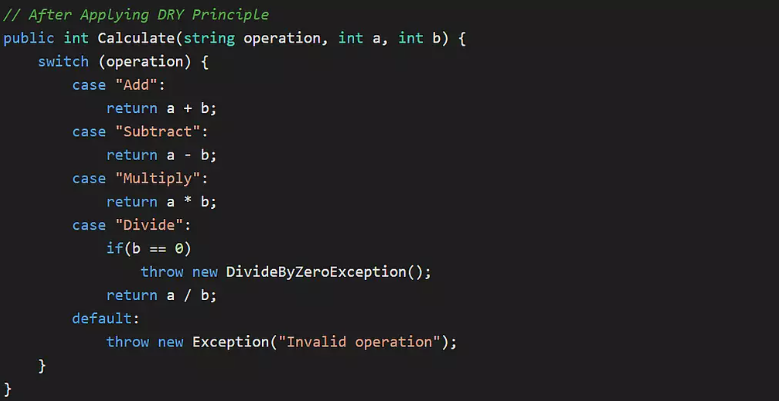 // After Applying DRY Principle
public int Calculate(string operation, int a, int b) {
    switch (operation) {
        case "Add":
            return a + b;
        case "Subtract":
            return a - b;
        case "Multiply":
            return a * b;
        case "Divide":
            if(b == 0)
                throw new DivideByZeroException();
            return a / b;
        default:
            throw new Exception("Invalid operation");
    }
}